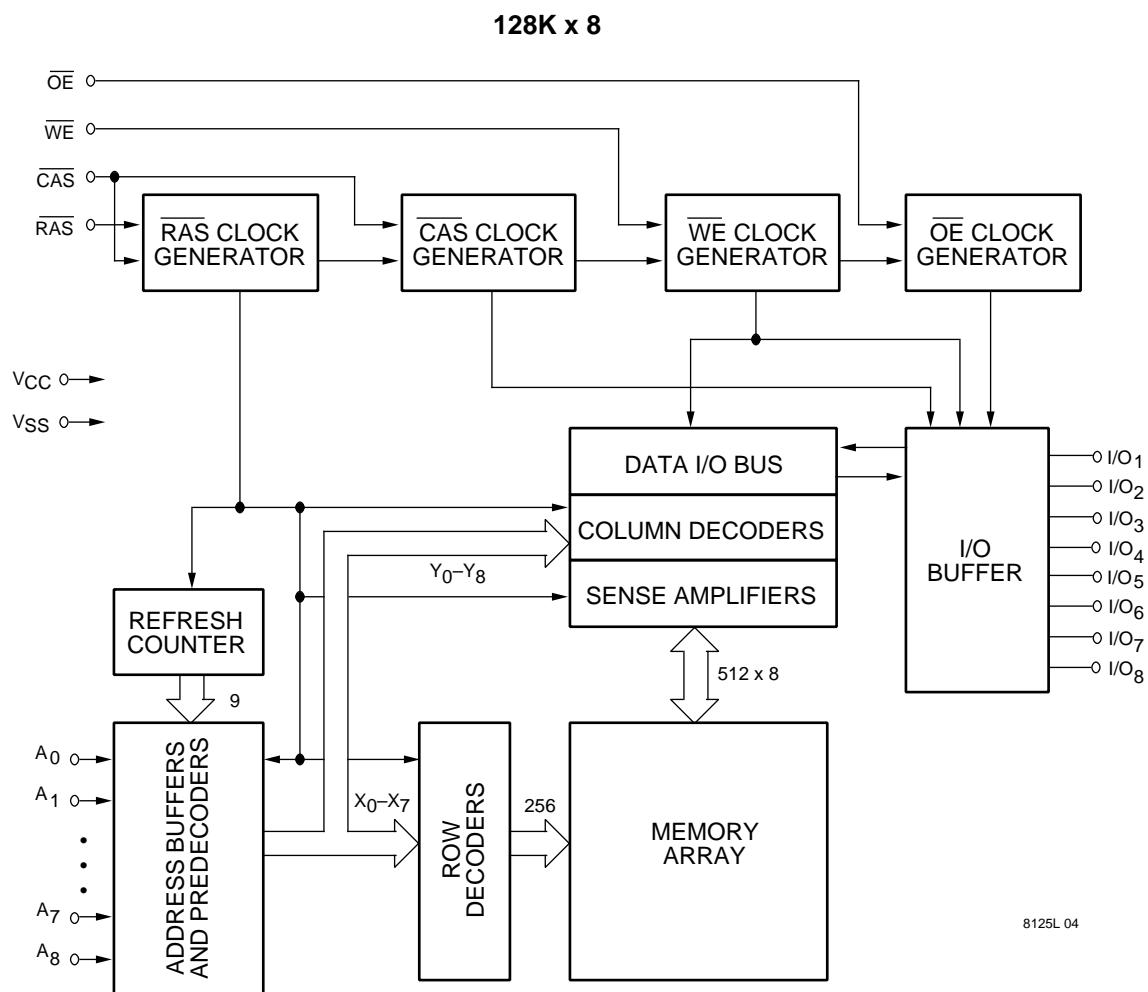 128K x 8
OE
WE
CAS
RAS
RAS CLOCK
GENERATOR
CAS CLOCK
GENERATOR
WE CLOCK
GENERATOR
OE CLOCK
GENERATOR
VCC
VSS
DATA I/O BUS
COLUMN DECODERS
SENSE AMPLIFIERS
Y0–Y8
I/O
BUFFER
I/O1
I/O2
I/O3
I/O4
I/O5
I/O6
I/O7
I/O8
REFRESH
COUNTER
9
512 x 8
A0
A1
A7
A8
ADDRESS BUFFERS
AND PREDECODERS
X0–X7
ROW
DECODERS
256
MEMORY
ARRAY
8125L 04